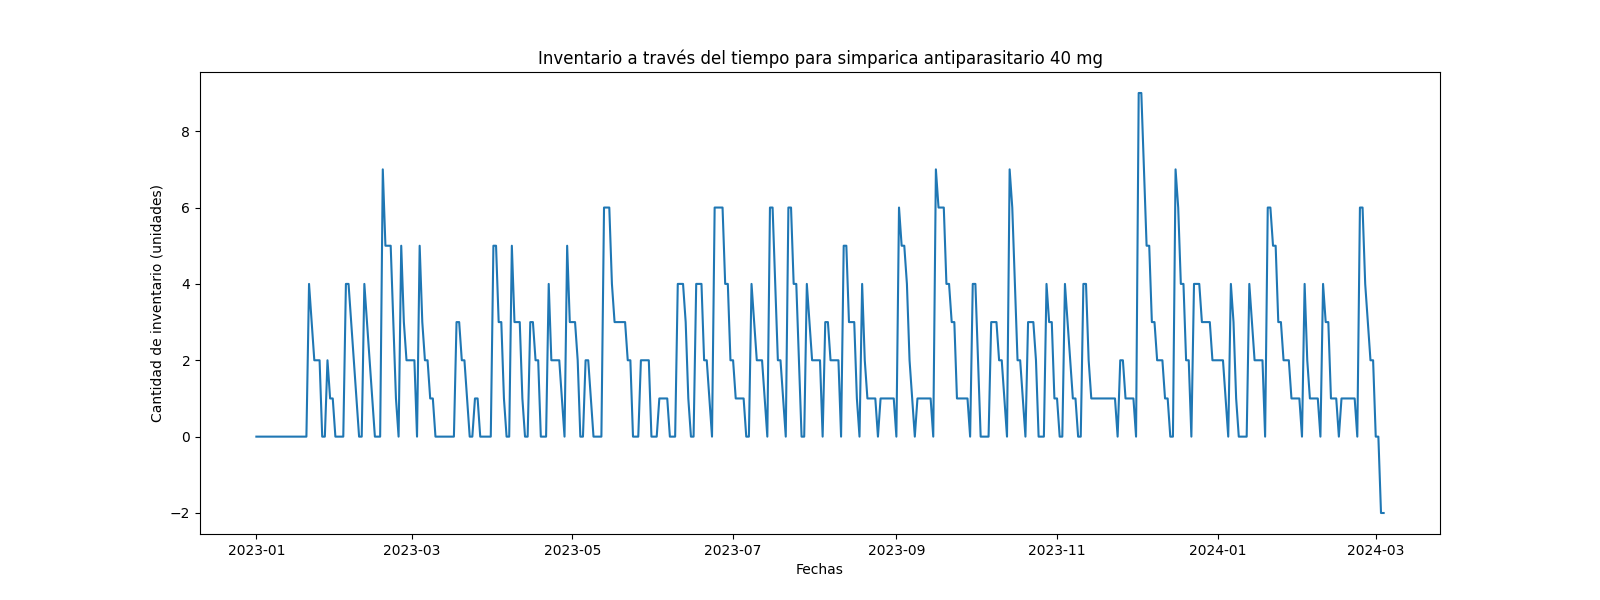 Inventario a través del tiempo para simparica antiparasitario 40 mg
Cantidad de inventario (unidades)
8
6
4
2
0
−2
2023-01 2023-03 2023-05 2023-07 2023-09 2023-11 2024-01 2024-03
Fechas